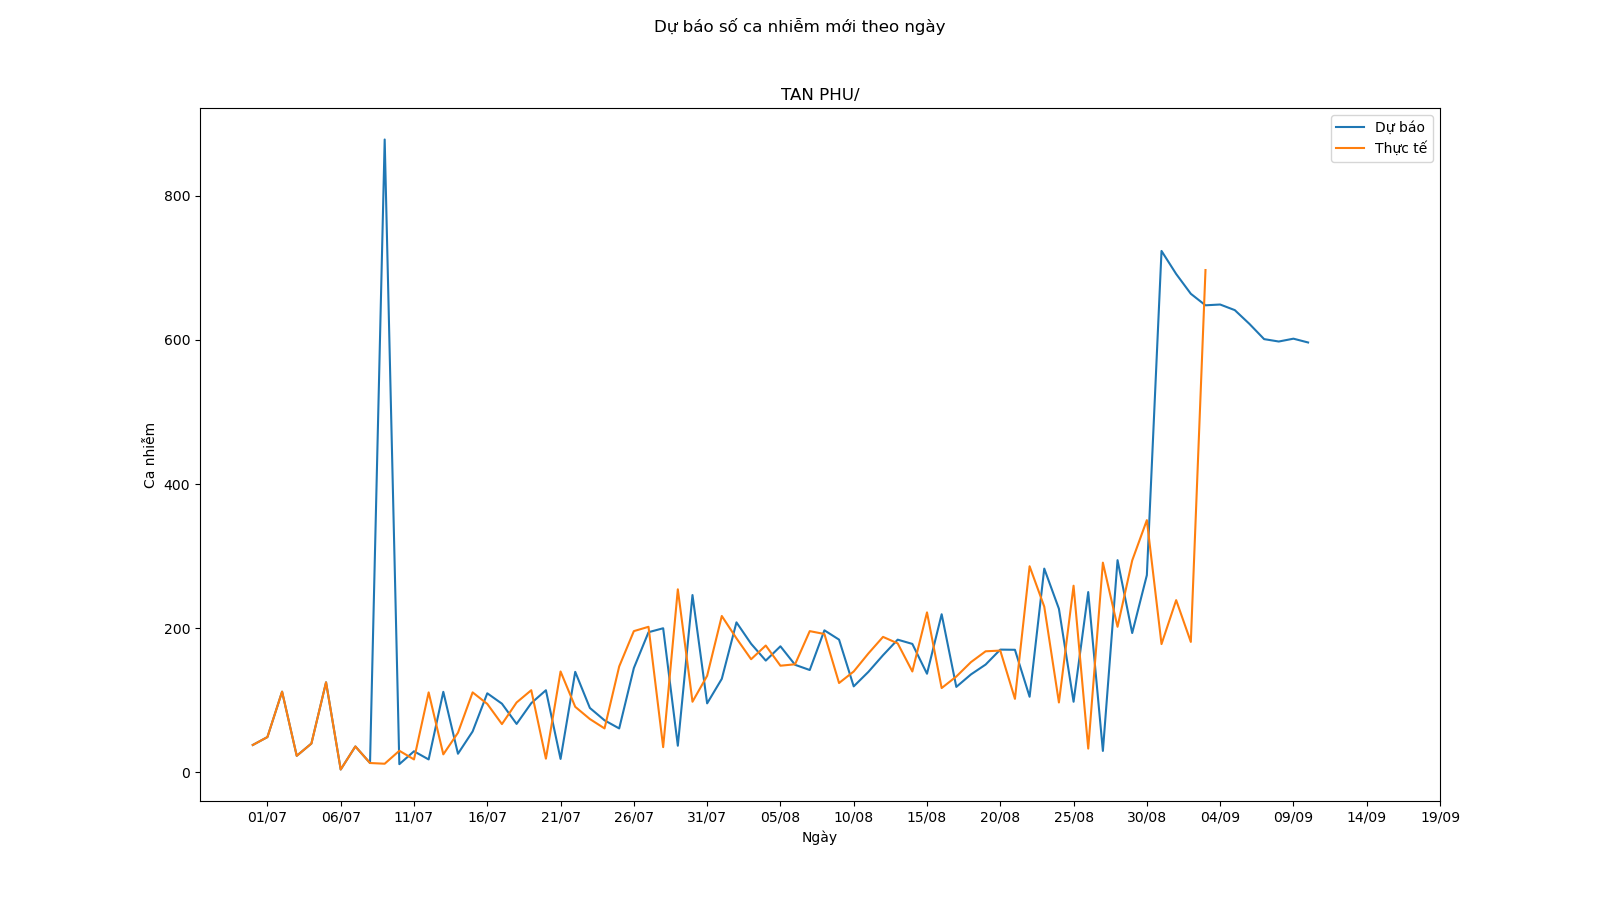 Dự báo số ca nhiễm mới theo ngày
TAN PHU/
Dự báo
Thực tế
800
600
400
200
0
Ca nhiễm
01/07 06/07 11/07 16/07 21/07 26/07 31/07 05/08 10/08 15/08 20/08 25/08 30/08 04/09 09/09 14/09 19/09
Ngày